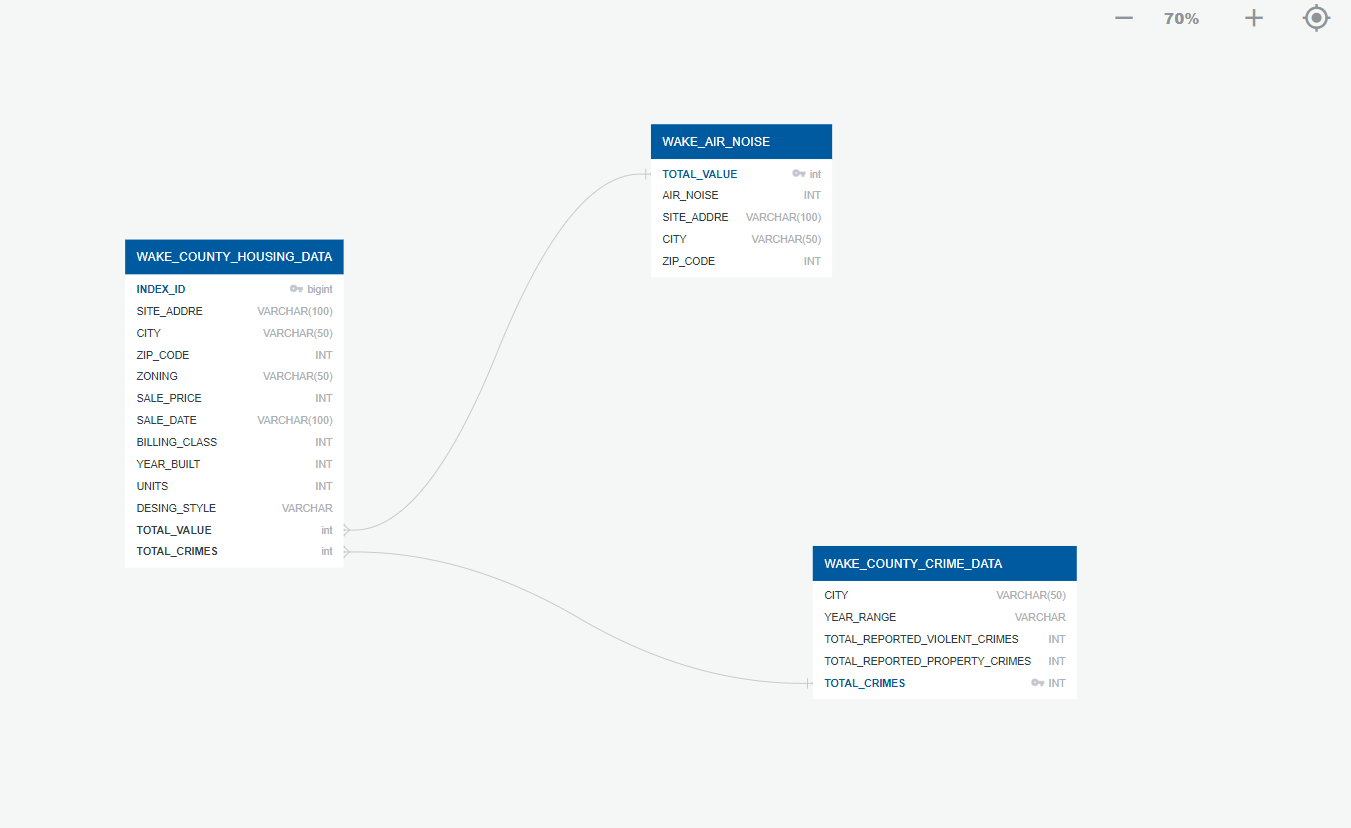 70%
WAKE_AIR_NOISE
TOTAL_VALUE int
AIR_NOISE INT
SITE_ADDRE VARCHAR(100)
CITY VARCHAR(50)
ZIP_CODE INT
WAKE_COUNTY_HOUSING_DATA
INDEX_ID bigint
SITE_ADDRE VARCHAR(100)
CITY VARCHAR(50)
ZIP_CODE INT
ZONING VARCHAR(50)
SALE_PRICE INT
SALE_DATE VARCHAR(100)
BILLING_CLASS INT
YEAR_BUILT INT
UNITS INT
DESING_STYLE VARCHAR
TOTAL_VALUE int
TOTAL_CRIMES int
WAKE_COUNTY_CRIME_DATA
CITY VARCHAR(50)
YEAR_RANGE VARCHAR
TOTAL_REPORTED_VIOLENT_CRIMES INT
TOTAL_REPORTED_PROPERTY_CRIMES INT
TOTAL_CRIMES INT